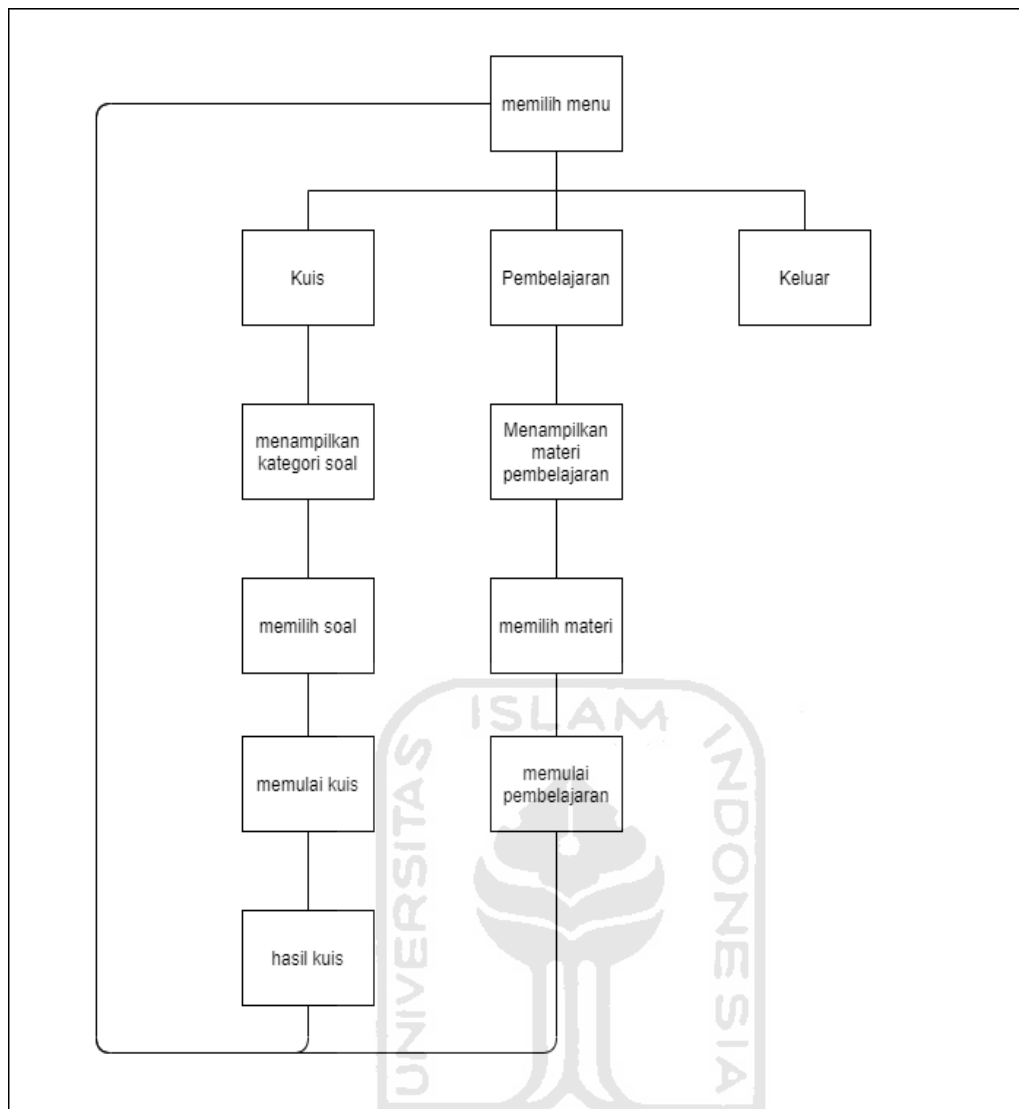 memilih menu
Kuis
Pembelajaran
Keluar
menampilkan
kategori soal
Menampilkan
materi
pembelajaran
memilih soal
memilih materi
memulai kuis
memulai
pembelajaran
hasil kuis
UNIVERSITAS
ISLAM
INDONESIA